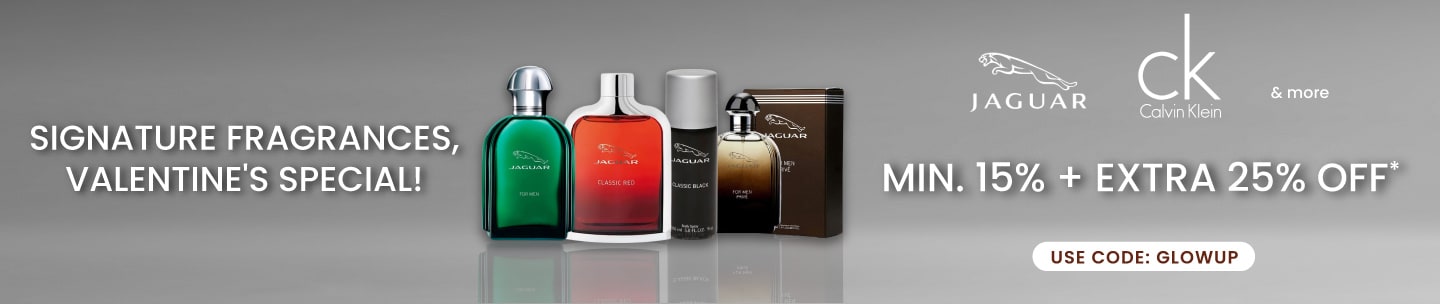 SIGNATURE FRAGRANCES,
VALENTINE'S SPECIAL!
JAGUAR
FOR MEN
JAGUAR
CLASSIC RED
JAGUAR
CLASSIC BLACK
JAGUAR
FOR MEN
JAGUAR
ck
Calvin Klein
& more
MIN. 15% + EXTRA 25% OFF*
USE CODE: GLOWUP